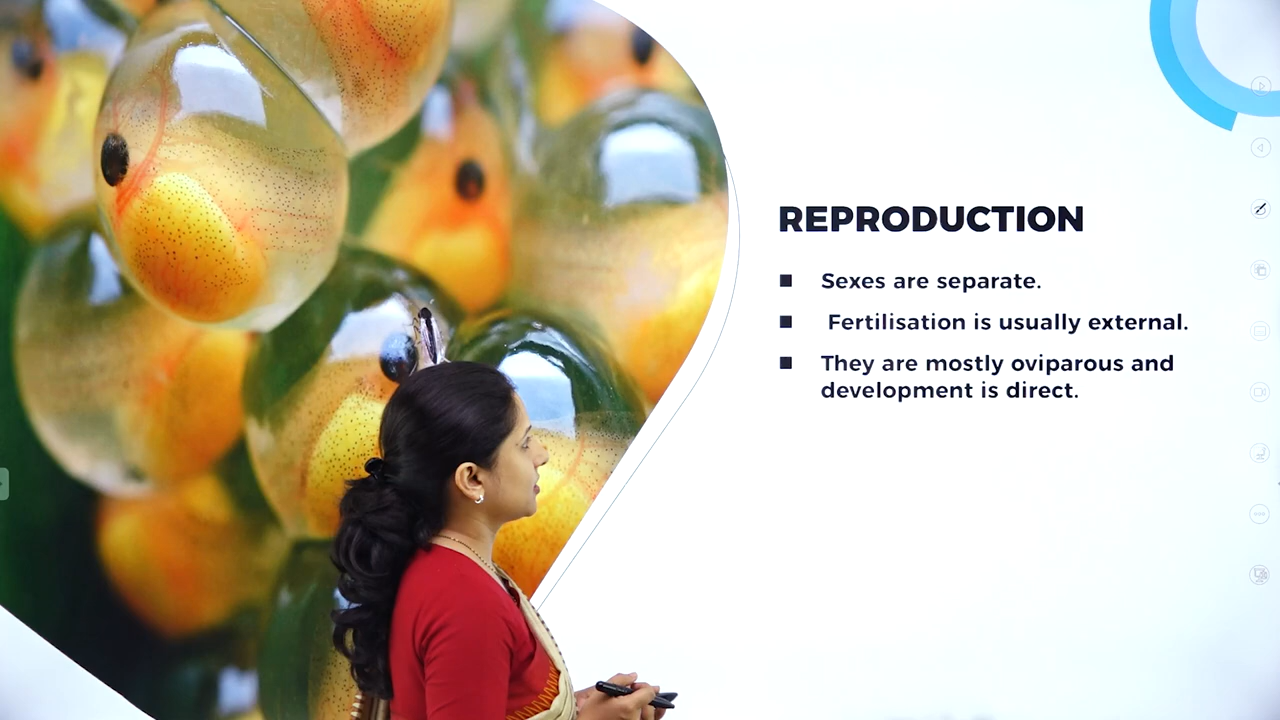 REPRODUCTION
■ Sexes are separate.
■ Fertilisation is usually external.
■ They are mostly oviparous and
development is direct.